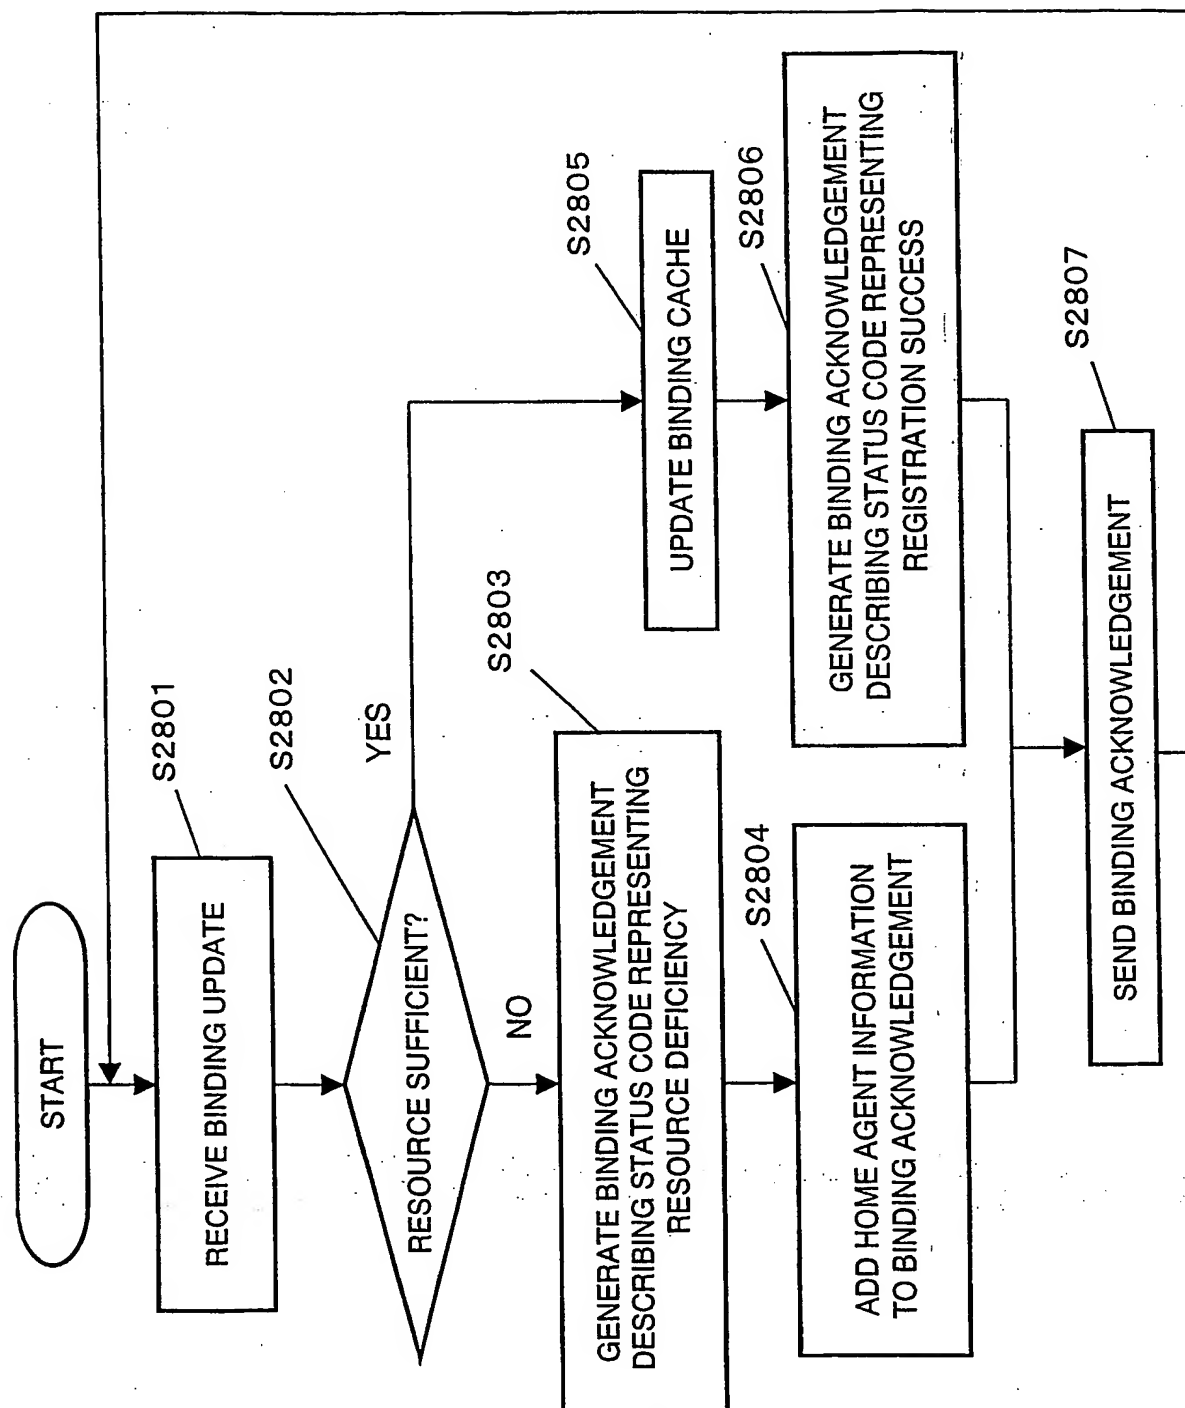 START
S2801
RECEIVE BINDING UPDATE
S2802
RESOURCE SUFFICIENT?
YES
NO
S2803
GENERATE BINDING ACKNOWLEDGEMENT
DESCRIBING STATUS CODE REPRESENTING
RESOURCE DEFICIENCY
S2804
ADD HOME AGENT INFORMATION
TO BINDING ACKNOWLEDGEMENT
S2805
UPDATE BINDING CACHE
S2806
GENERATE BINDING ACKNOWLEDGEMENT
DESCRIBING STATUS CODE REPRESENTING
REGISTRATION SUCCESS
S2807
SEND BINDING ACKNOWLEDGEMENT